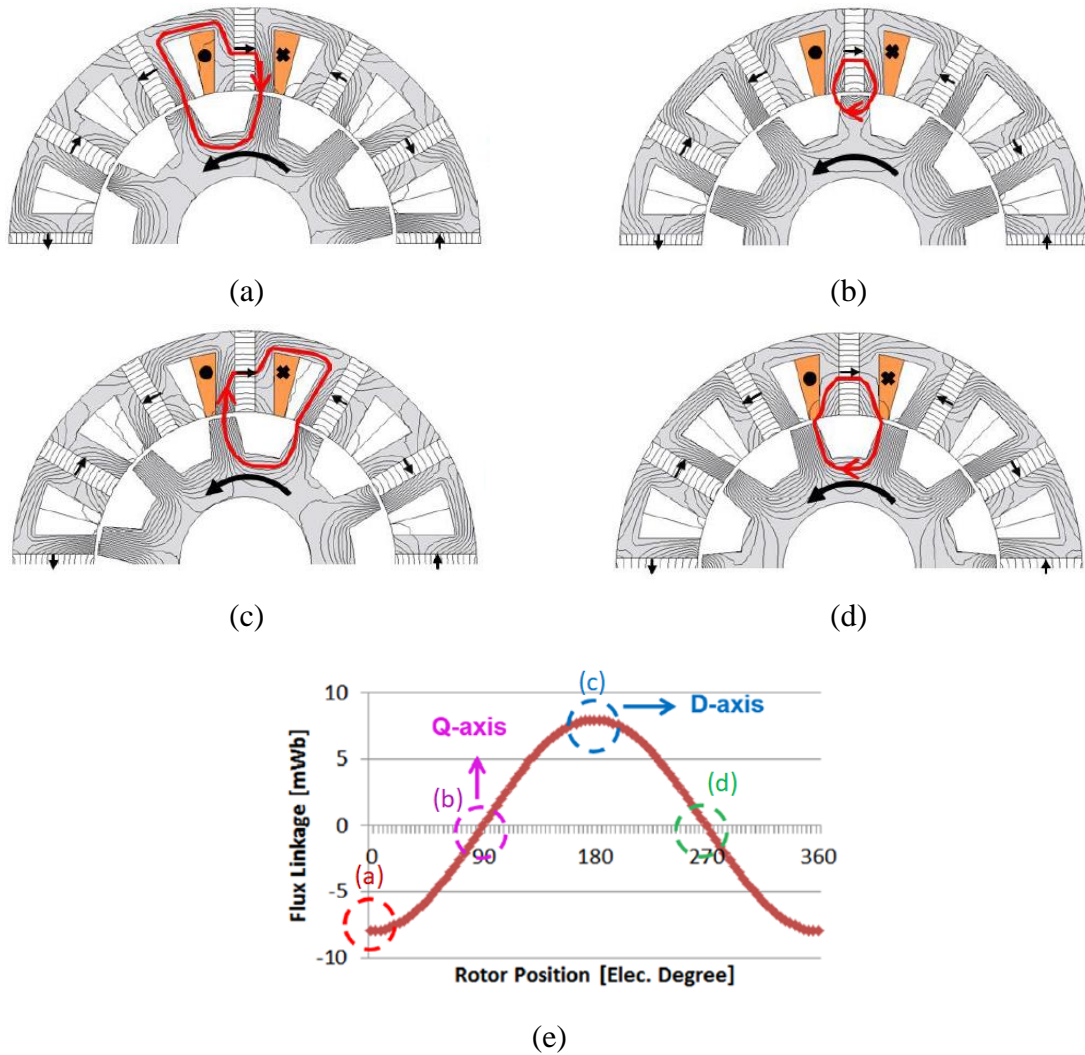 (a)
(b)
(c)
(d)
10
5
0
-5
-10
Flux Linkage [mWb]
(a)
(b)
Q-axis
(c)
D-axis
(d)
0
90
180
270
360
Rotor Position [Elec. Degree]
(e)